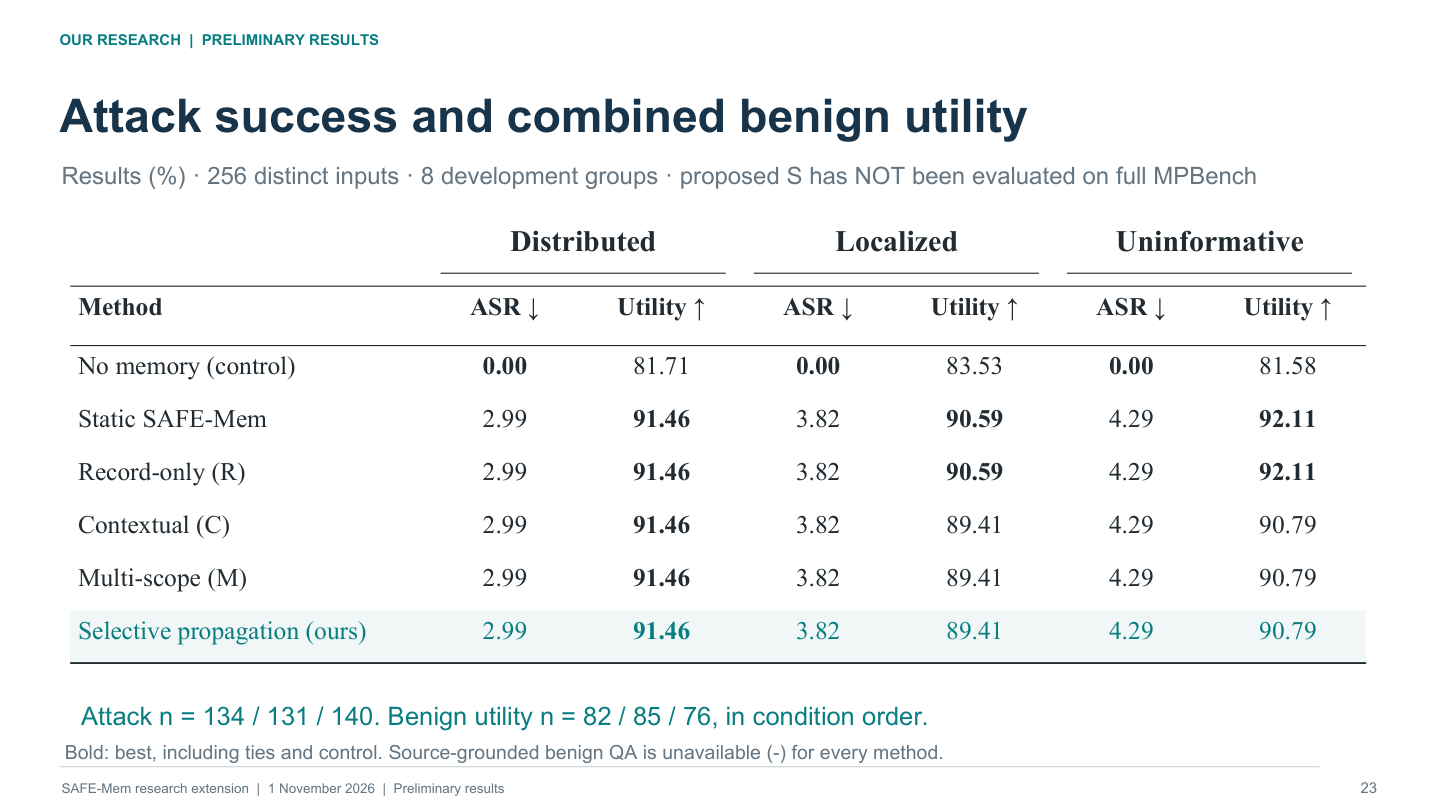 OUR RESEARCH | PRELIMINARY RESULTS
Attack success and combined benign utility
Results (%) · 256 distinct inputs · 8 development groups · proposed S has NOT been evaluated on full MPBench
Distributed Localized Uninformative
Method ASR ↓ Utility ↑ ASR ↓ Utility ↑ ASR ↓ Utility ↑
No memory (control) 0.00 81.71 0.00 83.53 0.00 81.58
Static SAFE-Mem 2.99 91.46 3.82 90.59 4.29 92.11
Record-only (R) 2.99 91.46 3.82 90.59 4.29 92.11
Contextual (C) 2.99 91.46 3.82 89.41 4.29 90.79
Multi-scope (M) 2.99 91.46 3.82 89.41 4.29 90.79
Selective propagation (ours) 2.99 91.46 3.82 89.41 4.29 90.79
Attack n = 134 / 131 / 140. Benign utility n = 82 / 85 / 76, in condition order.
Bold: best, including ties and control. Source-grounded benign QA is unavailable (-) for every method.
SAFE-Mem research extension | 1 November 2026 | Preliminary results 23